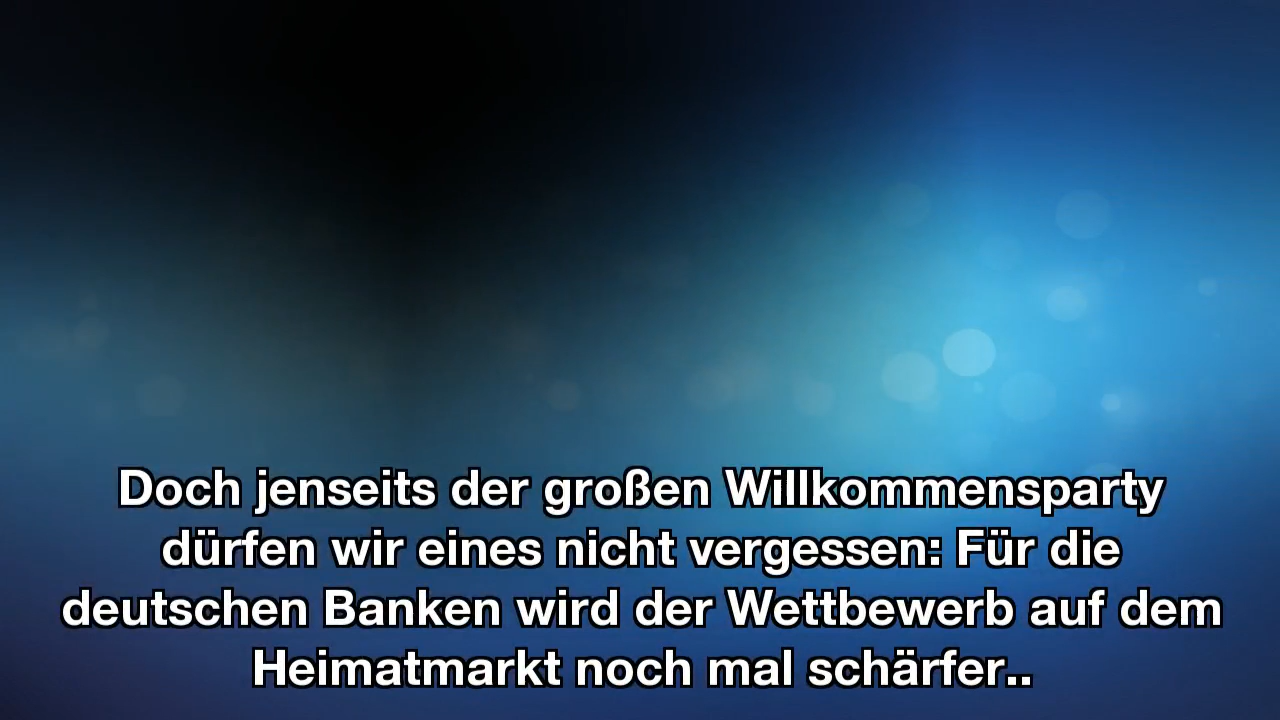 Doch jenseits der großen Willkommensparty
dürfen wir eines nicht vergessen: Für die
deutschen Banken wird der Wettbewerb auf dem
Heimatmarkt noch mal schärfer..